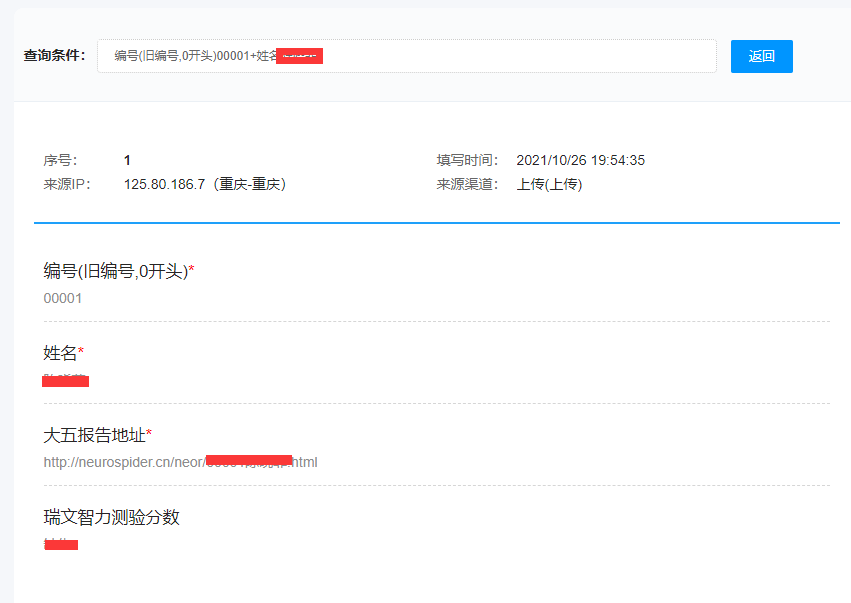 查询条件： 编号(旧编号,0开头)00001+姓名
返回
序号： 1 填写时间： 2021/10/26 19:54:35
来源IP： 125.80.186.7（重庆-重庆） 来源渠道： 上传(上传)
编号(旧编号,0开头)*
00001
姓名*
大五报告地址*
http://neurospider.cn/neor/ html
瑞文智力测验分数